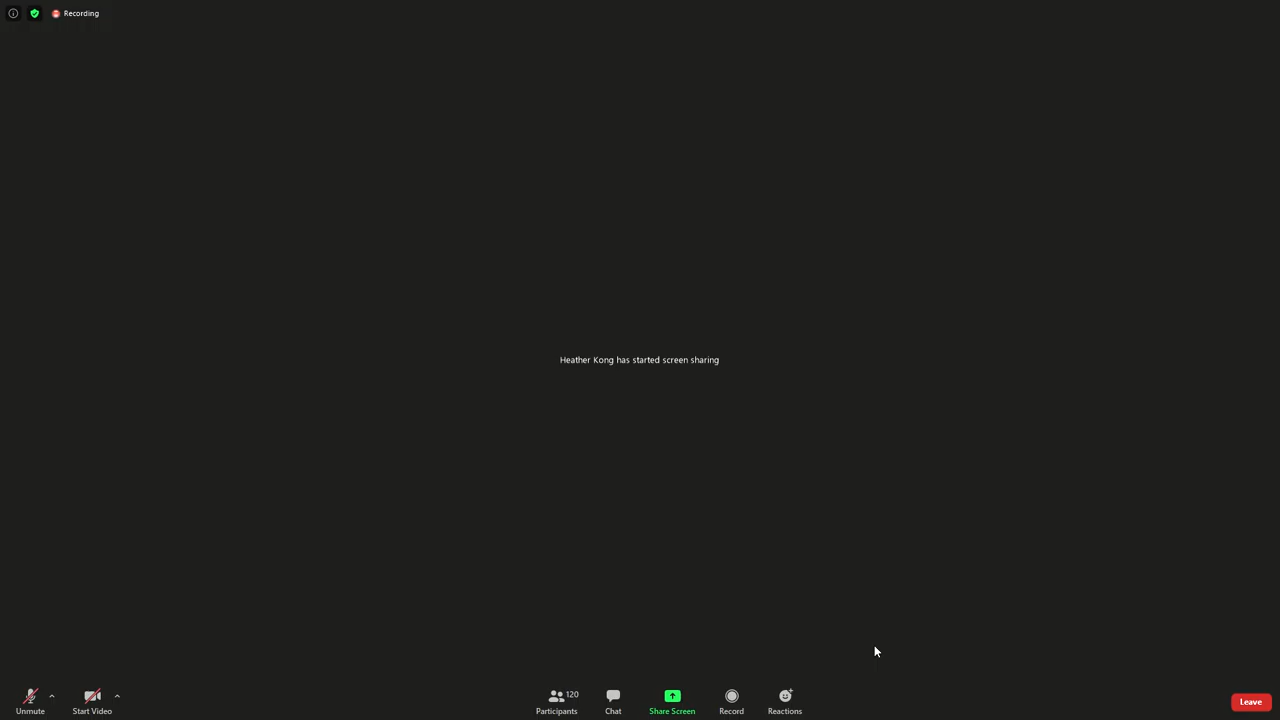 Recording
Heather Kong has started screen sharing
Unmute
Start Video
120
Participants
Chat
Share Screen
Record
Reactions
Leave